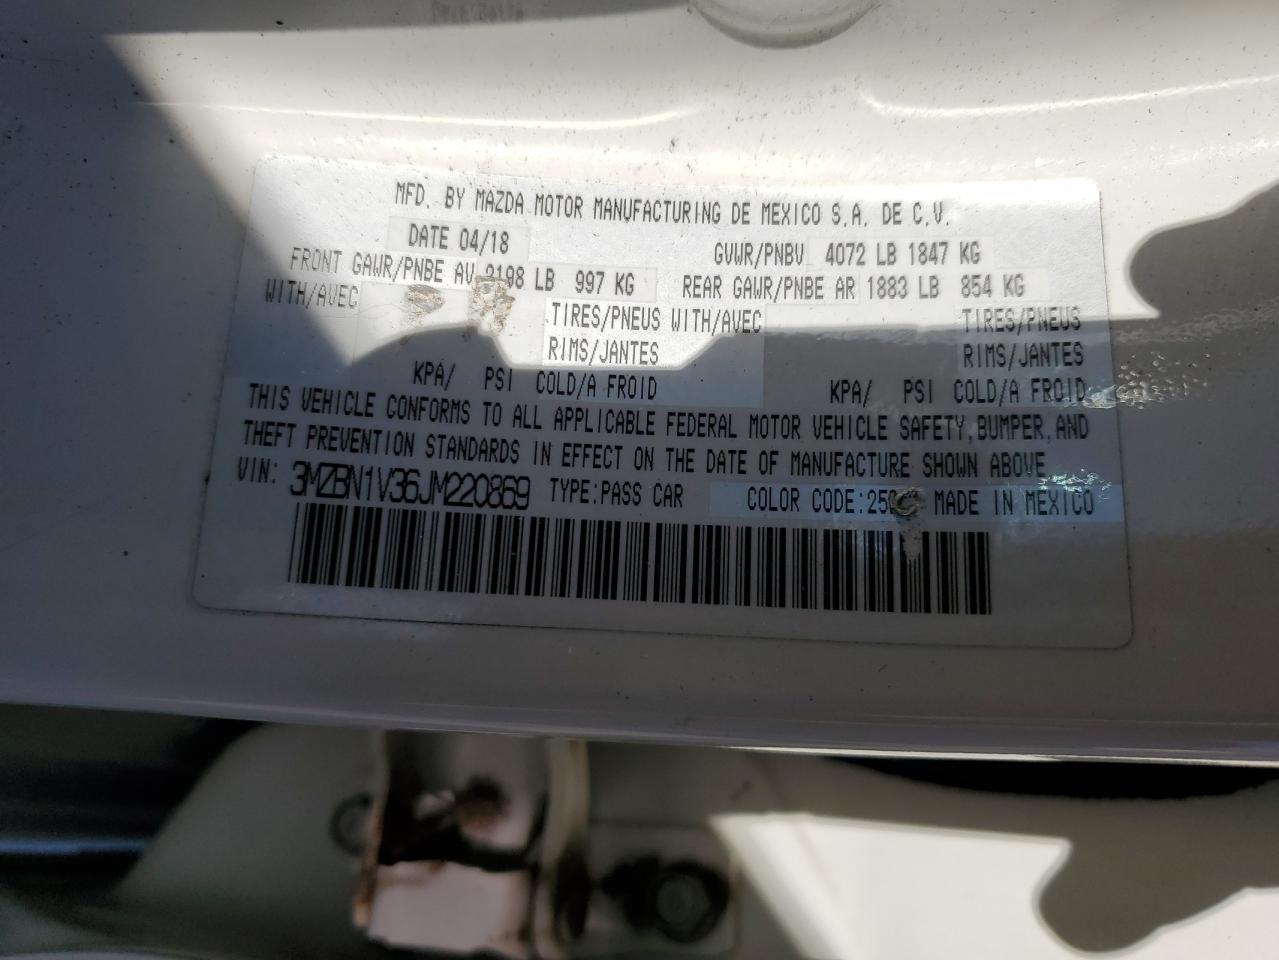 MFD. BY MAZDA MOTOR MANUFACTURING DE MEXICO S.A. DE C.V.
DATE 04/18 GVWR/PNBV 4072 LB 1847 KG
FRONT GAWR/PNBE AV 2198 LB 997 KG REAR GAWR/PNBE AR 1883 LB 854 KG
WITH/AVEC TIRES/PNEUS WITH/AVEC TIRES/PNEUS
RIMS/JANTES RIMS/JANTES
KPA/ PSI COLD/A FROID KPA/ PSI COLD/A FROID
THIS VEHICLE CONFORMS TO ALL APPLICABLE FEDERAL MOTOR VEHICLE SAFETY, BUMPER, AND
THEFT PREVENTION STANDARDS IN EFFECT ON THE DATE OF MANUFACTURE SHOWN ABOVE
VIN: 3MZBN1V36JM220869 TYPE:PASS CAR COLOR CODE: MADE IN MEXICO